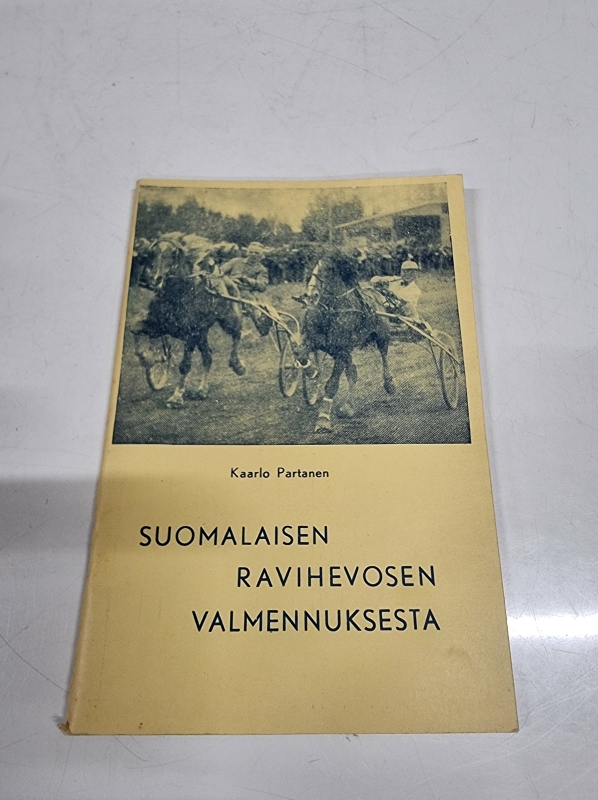 Kaarlo Partanen
SUOMALAISEN
RAVIHEVOSEN
VALMENNUKSESTA